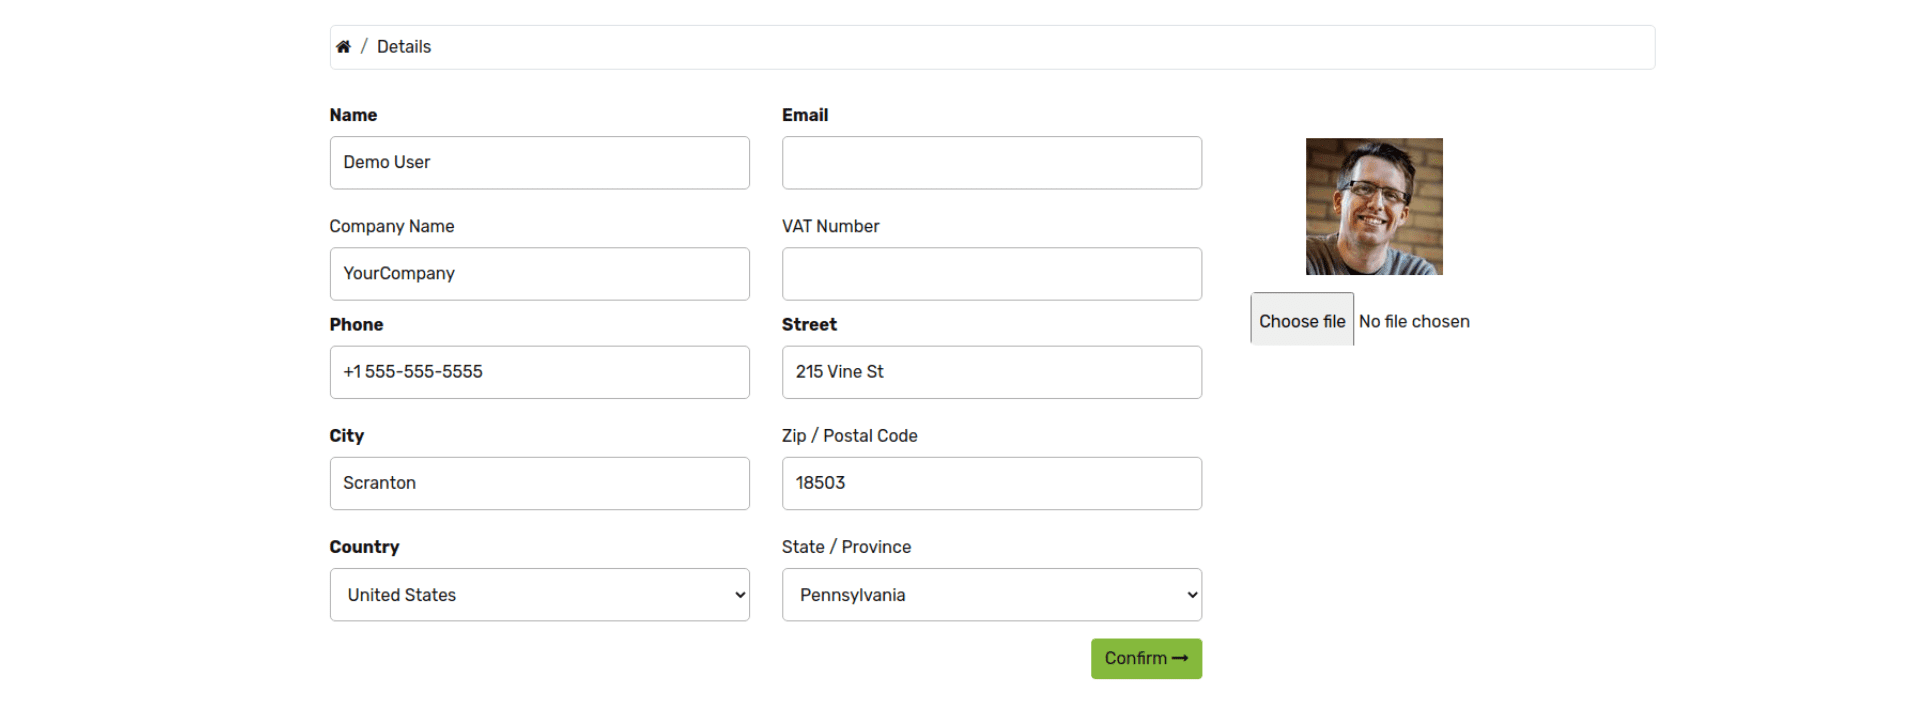 / Details
Name
Email
Demo User
Company Name
VAT Number
YourCompany
Phone
Street
Choose file No file chosen
+1 555-555-5555
215 Vine St
City
Zip / Postal Code
Scranton
18503
Country
State / Province
United States
Pennsylvania
Confirm